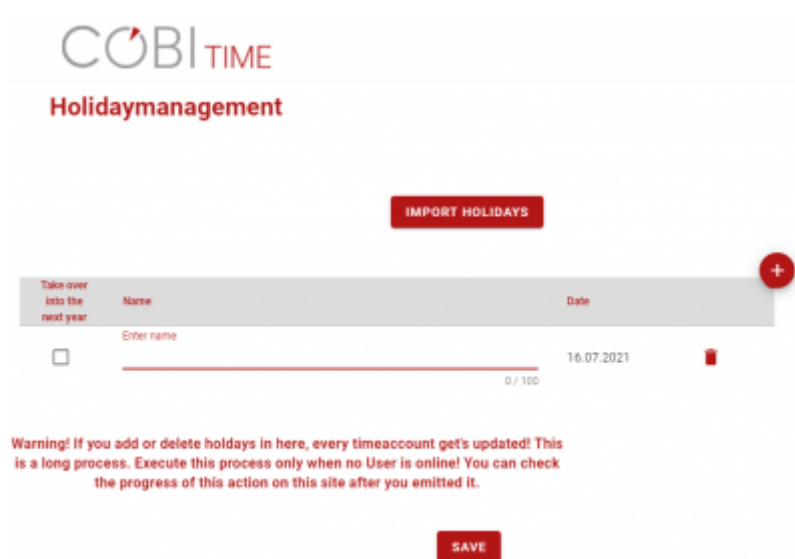 COBI TIME
Holidaymanagement
IMPORT HOLIDAYS
+
Take over
into the
next year
Name
Date
Enter name
16.07.2021
0 / 100
Warning! If you add or delete holdays in here, every timeaccount get's updated! This
is a long process. Execute this process only when no User is online! You can check
the progress of this action on this site after you emitted it.
SAVE